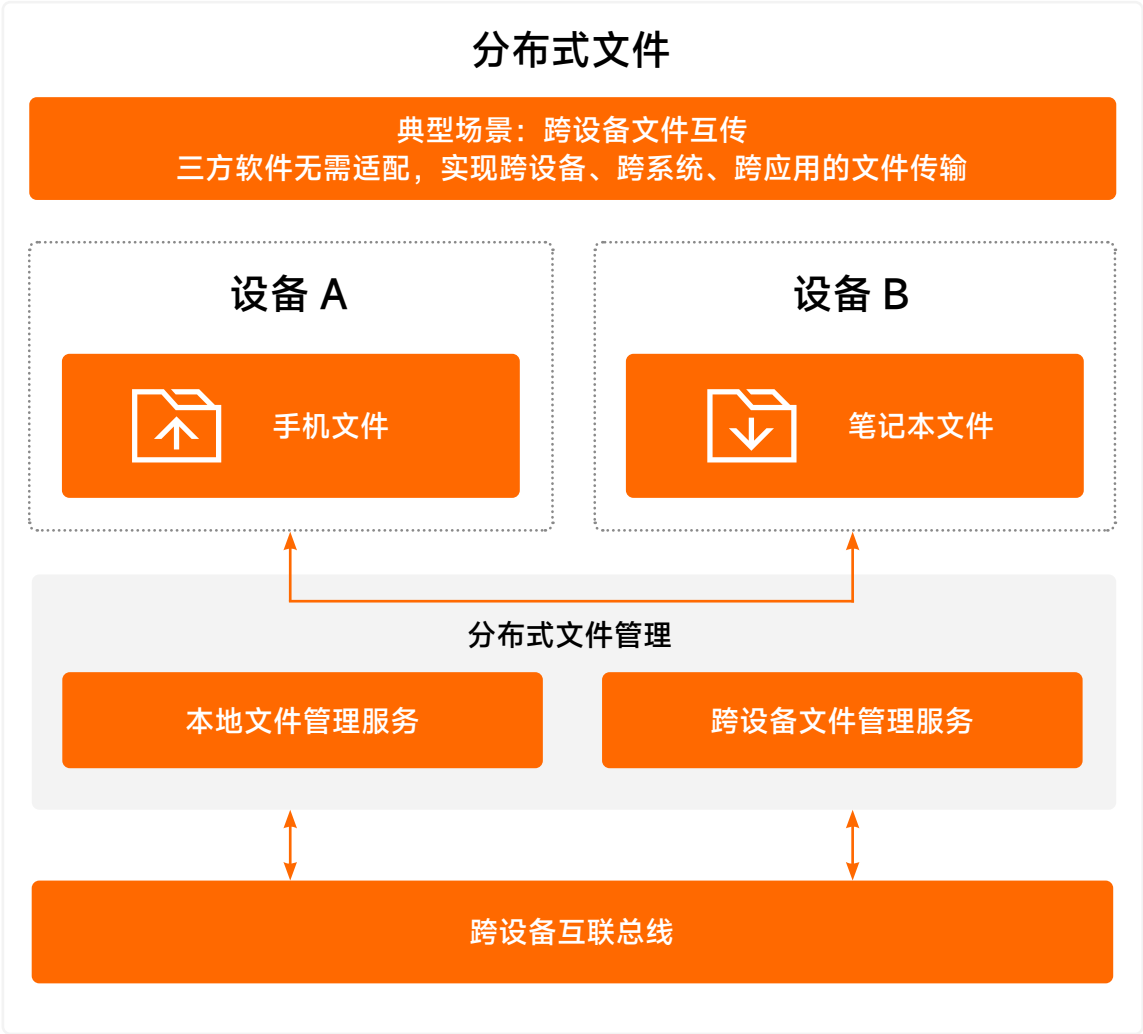 分布式文件
典型场景：跨设备文件互传
三方软件无需适配，实现跨设备、跨系统、跨应用的文件传输
设备 A
设备 B
手机文件
笔记本文件
分布式文件管理
本地文件管理服务
跨设备文件管理服务
跨设备互联总线